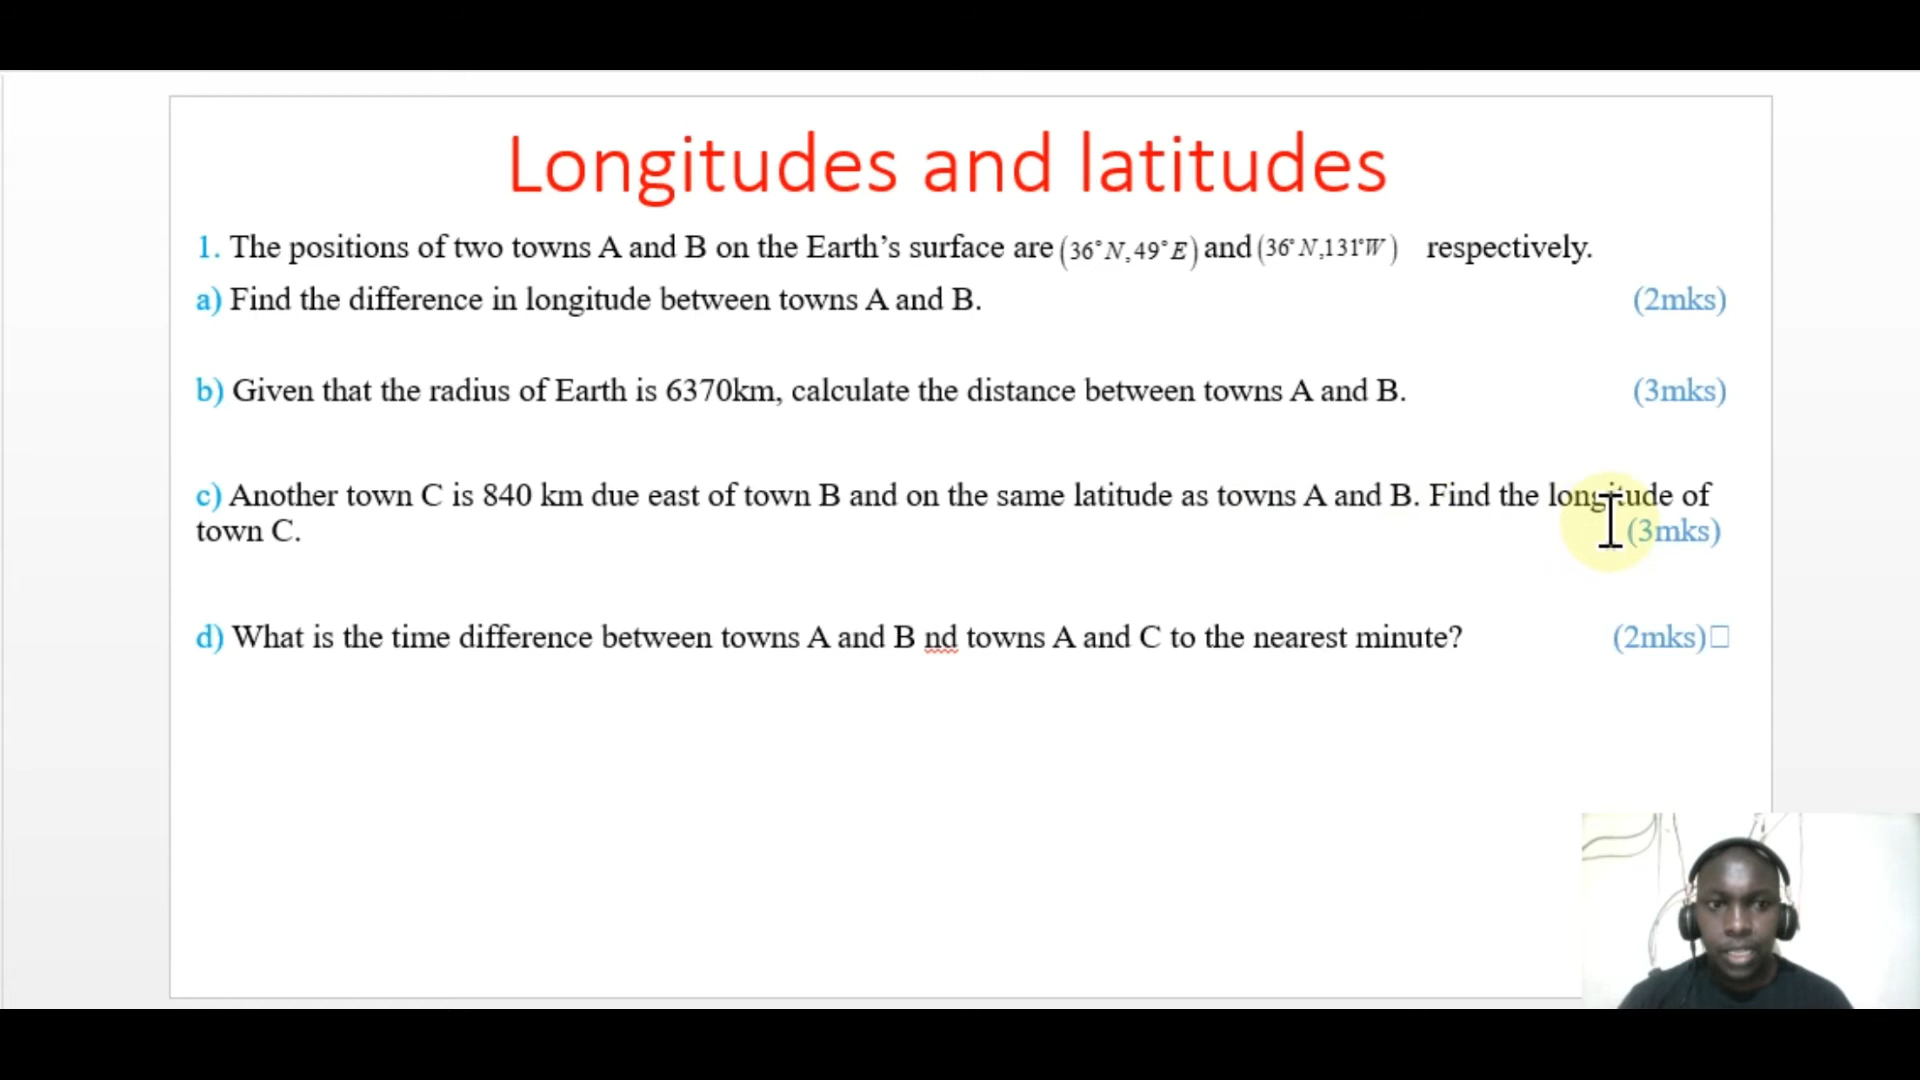 Longitudes and latitudes
1. The positions of two towns A and B on the Earth’s surface are (36°N,49°E) and (36°N,131°W) respectively.
a) Find the difference in longitude between towns A and B. (2mks)
b) Given that the radius of Earth is 6370km, calculate the distance between towns A and B. (3mks)
c) Another town C is 840 km due east of town B and on the same latitude as towns A and B. Find the longitude of
town C. (3mks)
d) What is the time difference between towns A and B nd towns A and C to the nearest minute? (2mks)□